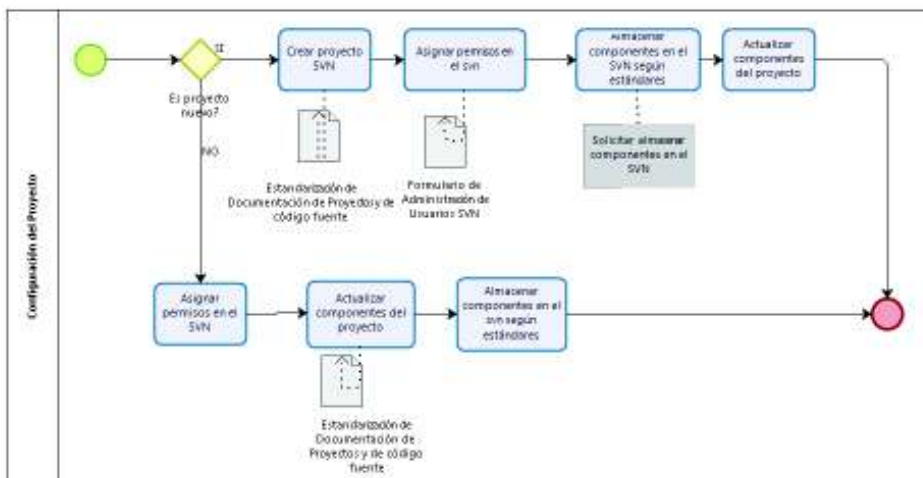 Configuración del Proyecto
SI
Es proyecto
nuevo?
NO
Crear proyecto
SVN
Asignar permisos en
el svn
Almacenar
componentes en el
SVN según
estándares
Actualizar
componentes
del proyecto
Estandarización de
Documentación de Proyectos y de
código fuente
Formulario de
Administración de
Usuarios SVN
Solicitar almacenar
componentes en el
SVN
Asignar
permisos en el
SVN
Actualizar
componentes del
proyecto
Almacenar
componentes en el
svn según
estándares
Estandarización de
Documentación de
Proyectos y de código
fuente